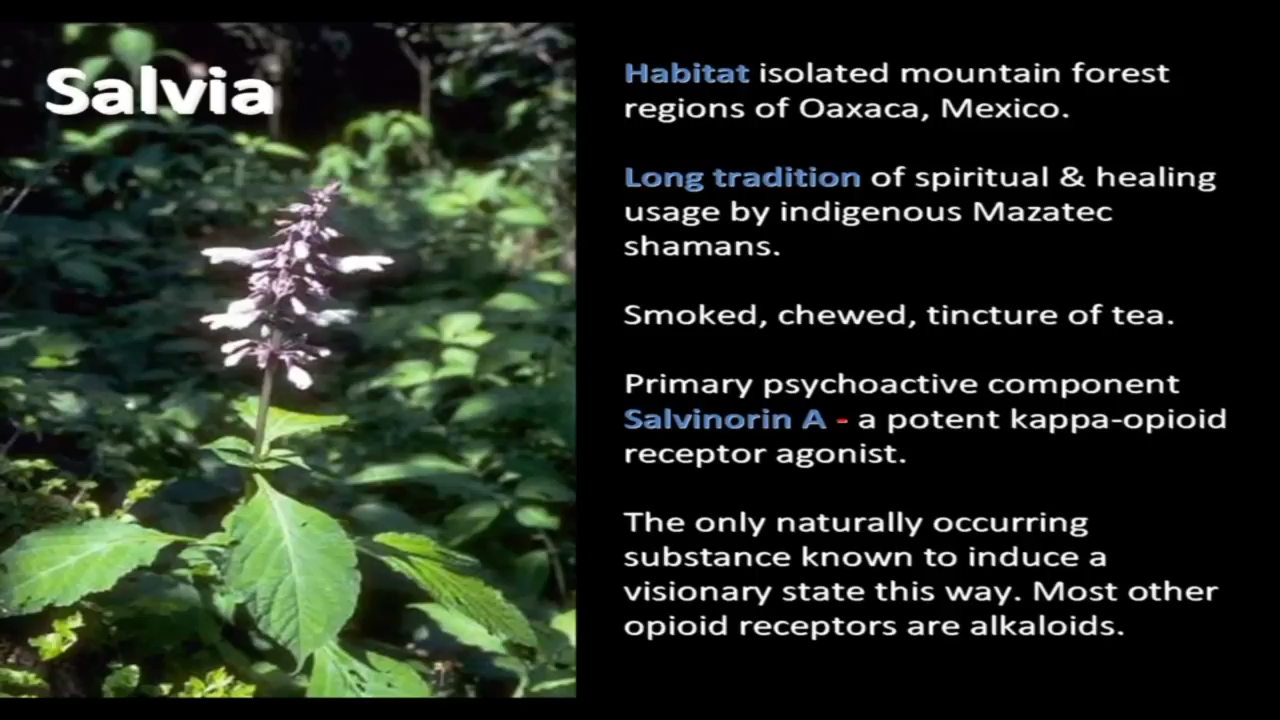 Salvia
Habitat isolated mountain forest
regions of Oaxaca, Mexico.
Long tradition of spiritual & healing
usage by indigenous Mazatec
shamans.
Smoked, chewed, tincture of tea.
Primary psychoactive component
Salvinorin A - a potent kappa-opioid
receptor agonist.
The only naturally occurring
substance known to induce a
visionary state this way. Most other
opioid receptors are alkaloids.